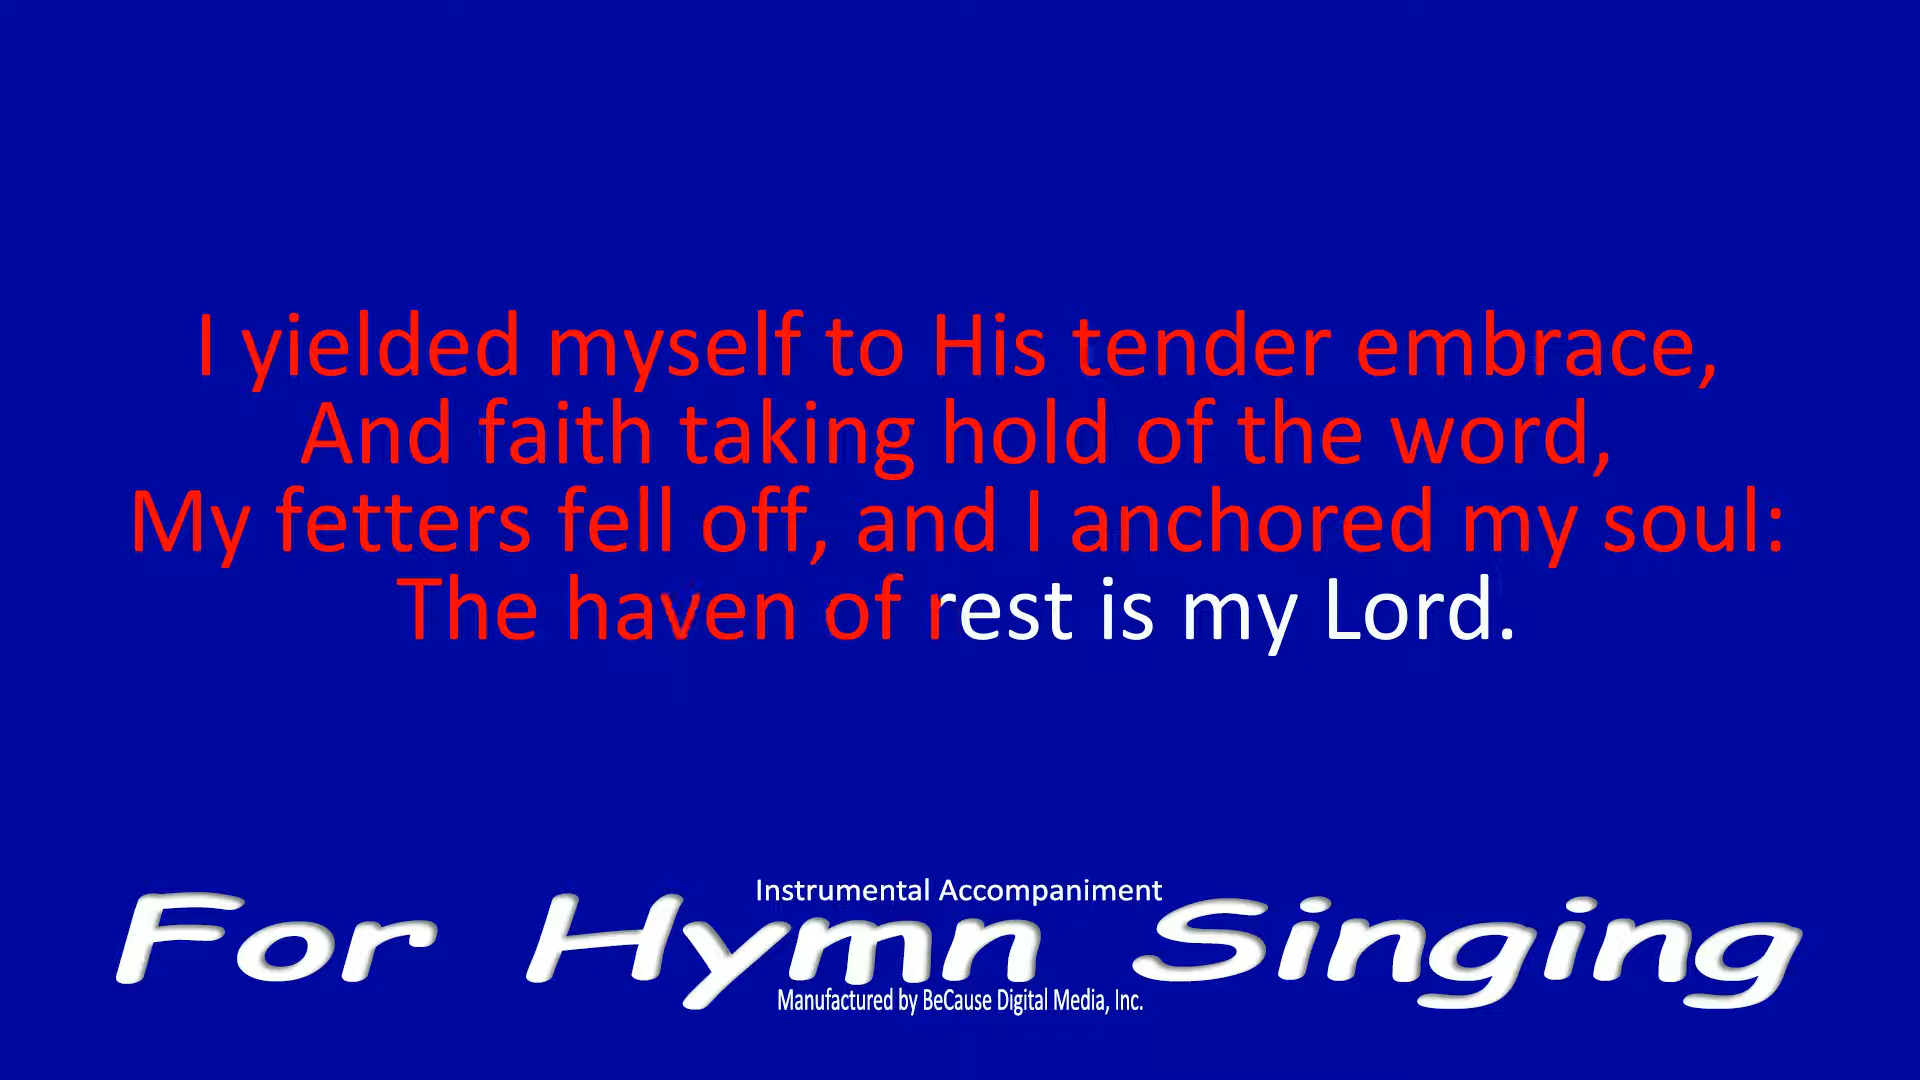 I yielded myself to His tender embrace,
And faith taking hold of the word,
My fetters fell off, and I anchored my soul:
The haven of rest is my Lord.
Instrumental Accompaniment
For Hymn Singing
Manufactured by BeCause Digital Media, Inc.